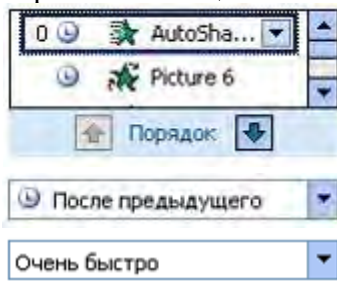 0 AutoSha...
Picture 6
Порядок
После предыдущего
Очень быстро